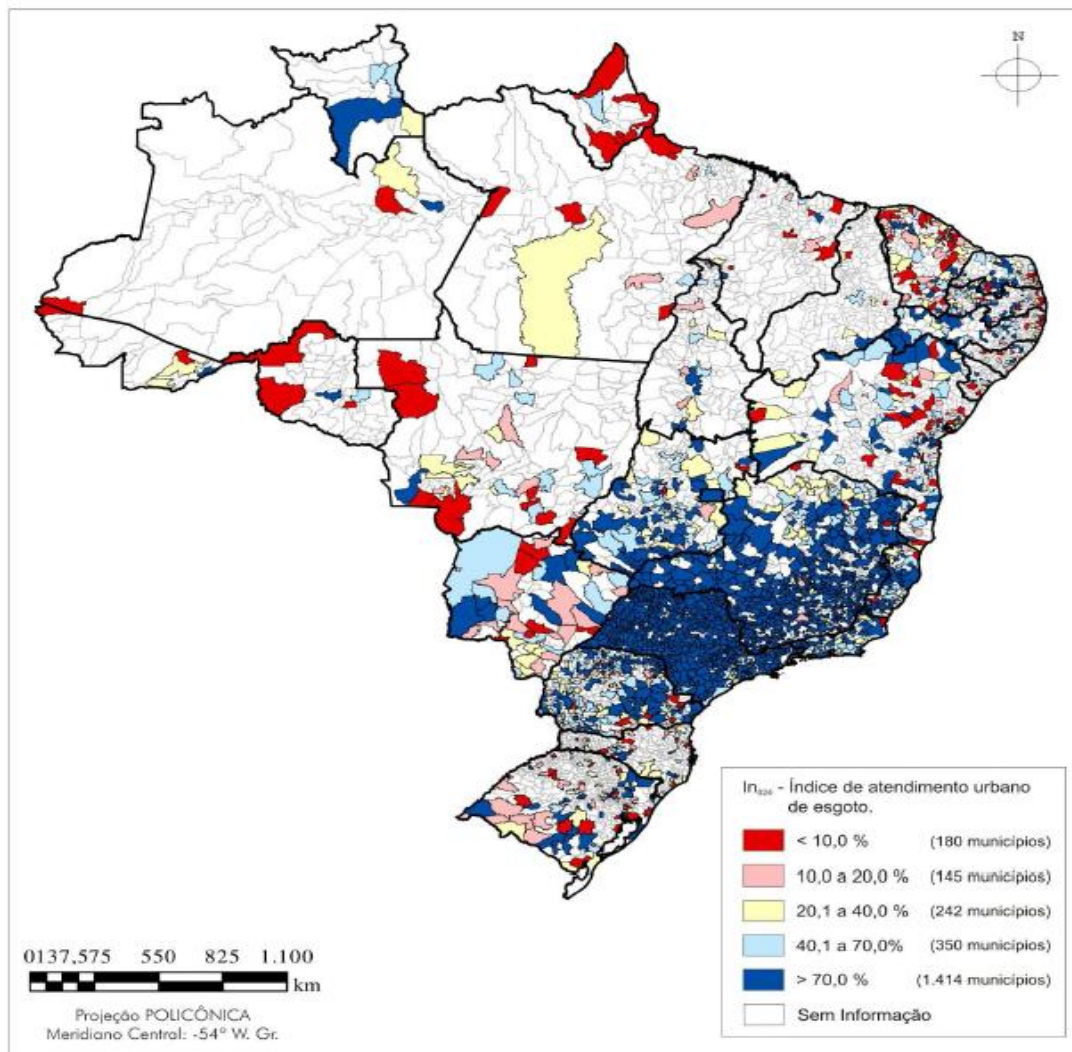 N
In₀₂₄ - Índice de atendimento urbano
de esgoto.
< 10,0 % (180 municípios)
10,0 a 20,0 % (145 municípios)
20,1 a 40,0 % (242 municípios)
40,1 a 70,0% (350 municípios)
> 70,0 % (1.414 municípios)
Sem Informação
0137,575 550 825 1.100
km
Projeção POLICÔNICA
Meridiano Central: -54° W. Gr.